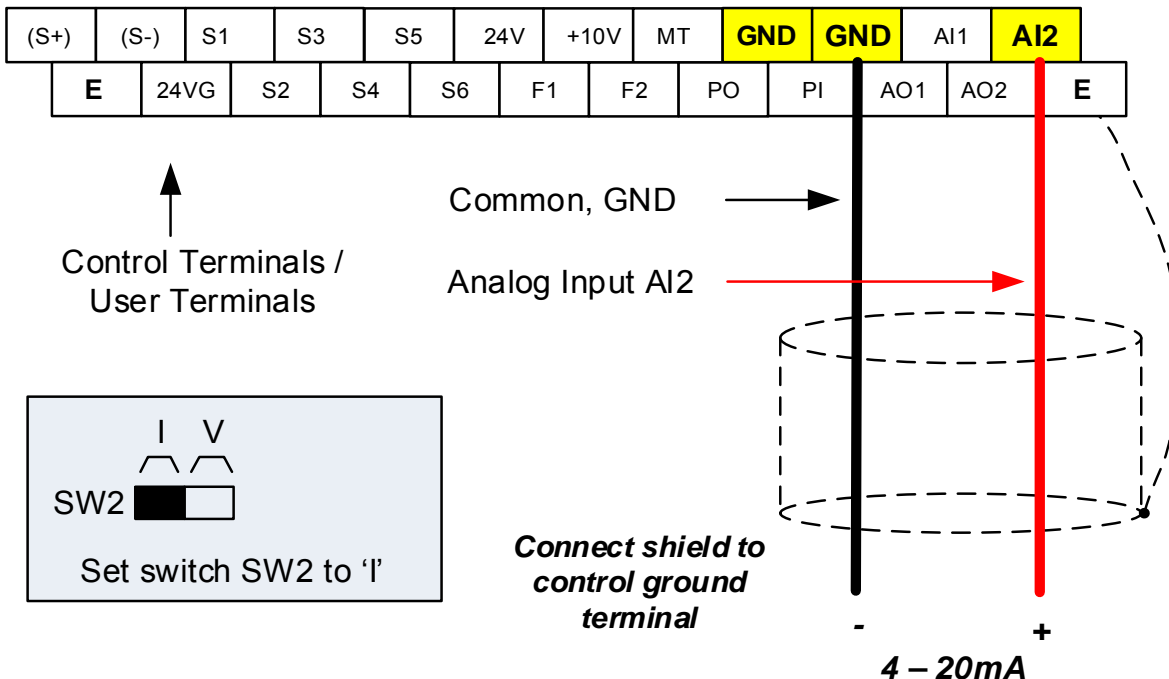 (S+) (S-) S1 S3 S5 24V +10V MT GND GND AI1 AI2
E 24VG S2 S4 S6 F1 F2 PO PI AO1 AO2 E
Common, GND
Control Terminals /
User Terminals
Analog Input AI2
I V
SW2
Set switch SW2 to ‘I’
Connect shield to
control ground
terminal
- +
4 – 20mA